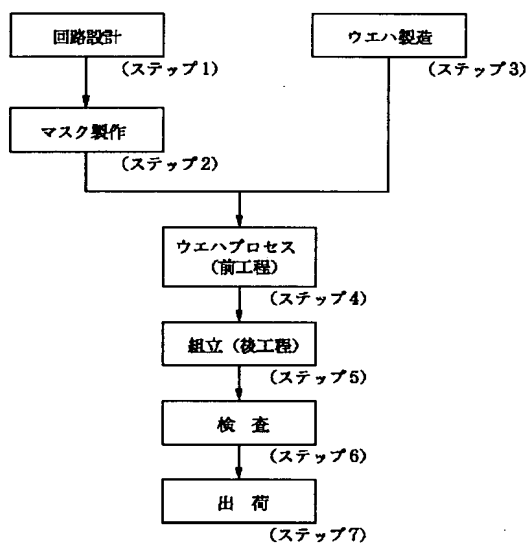 回路設計
(ステップ1)
ウエハ製造
(ステップ3)
マスク製作
(ステップ2)
ウエハプロセス
(前工程)
(ステップ4)
組立(後工程)
(ステップ5)
検 査
(ステップ6)
出 荷
(ステップ7)